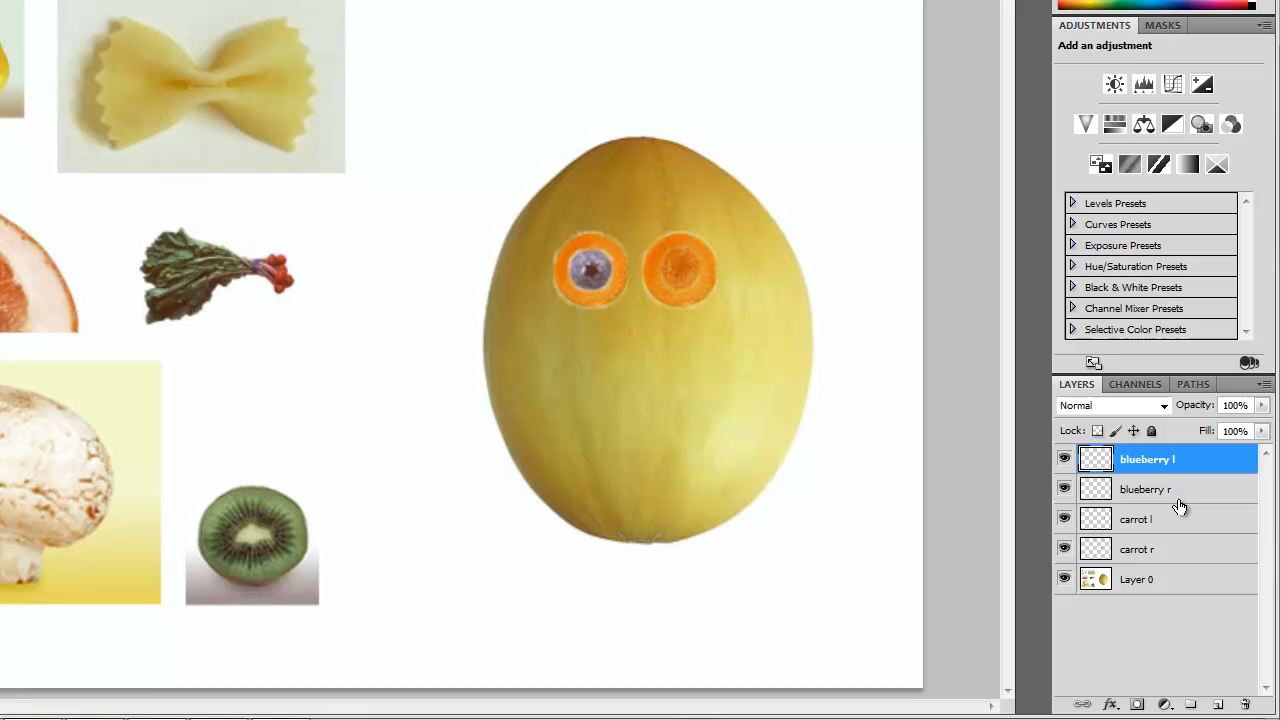 ADJUSTMENTS MASKS
Add an adjustment
Levels Presets
Curves Presets
Exposure Presets
Hue/Saturation Presets
Black & White Presets
Channel Mixer Presets
Selective Color Presets
LAYERS CHANNELS PATHS
Normal Opacity: 100%
Lock: Fill: 100%
blueberry l
blueberry r
carrot l
carrot r
Layer 0
fx